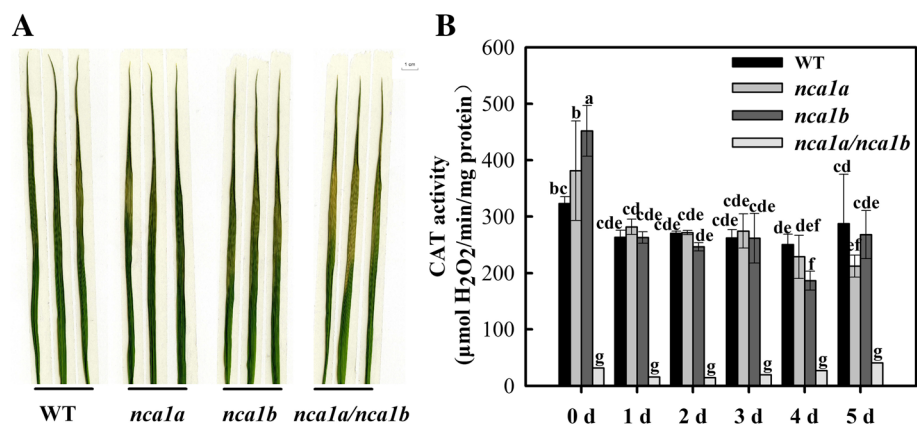 A
1 cm
WT nca1a nca1b nca1a/nca1b
B
CAT activity
(μmol H2O2/min/mg protein)
600
500
400
300
200
100
0
WT
nca1a
nca1b
nca1a/nca1b
bc b a g
cde cd cde g
cde cde de g
cde cde cde g
de def f g
cd ef cde g
0 d 1 d 2 d 3 d 4 d 5 d